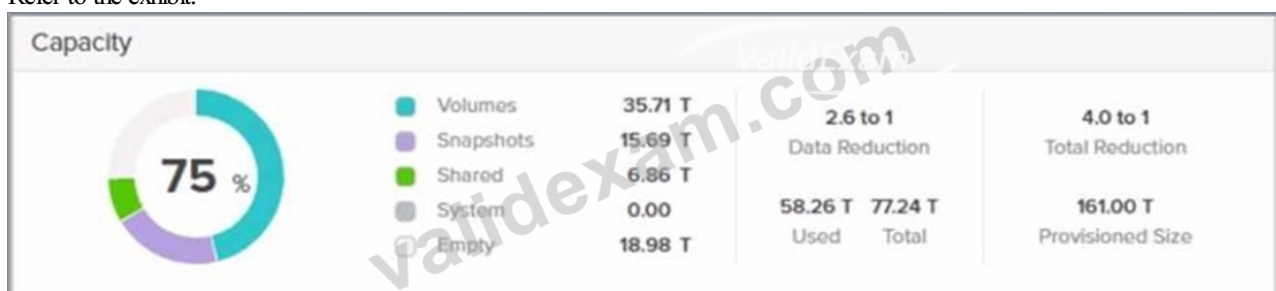 Refer to the exhibit.
Capacity
ValidExam
validexam.com
75 %
Volumes 35.71 T
Snapshots 15.69 T
Shared 6.86 T
System 0.00
Empty 18.98 T
2.6 to 1
Data Reduction
58.26 T 77.24 T
Used Total
4.0 to 1
Total Reduction
161.00 T
Provisioned Size